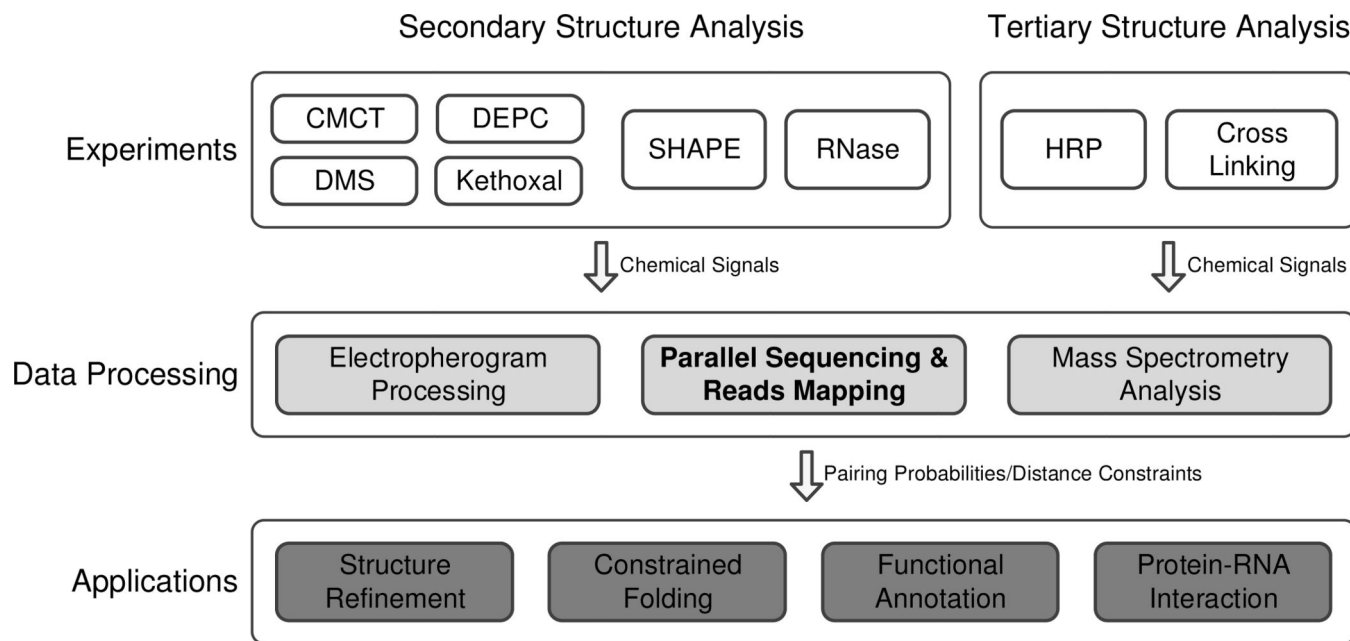 Secondary Structure Analysis
Tertiary Structure Analysis
Experiments
CMCT
DEPC
DMS
Kethoxal
SHAPE
RNase
HRP
Cross
Linking
Chemical Signals
Chemical Signals
Data Processing
Electropherogram
Processing
Parallel Sequencing &
Reads Mapping
Mass Spectrometry
Analysis
Pairing Probabilities/Distance Constraints
Applications
Structure
Refinement
Constrained
Folding
Functional
Annotation
Protein-RNA
Interaction